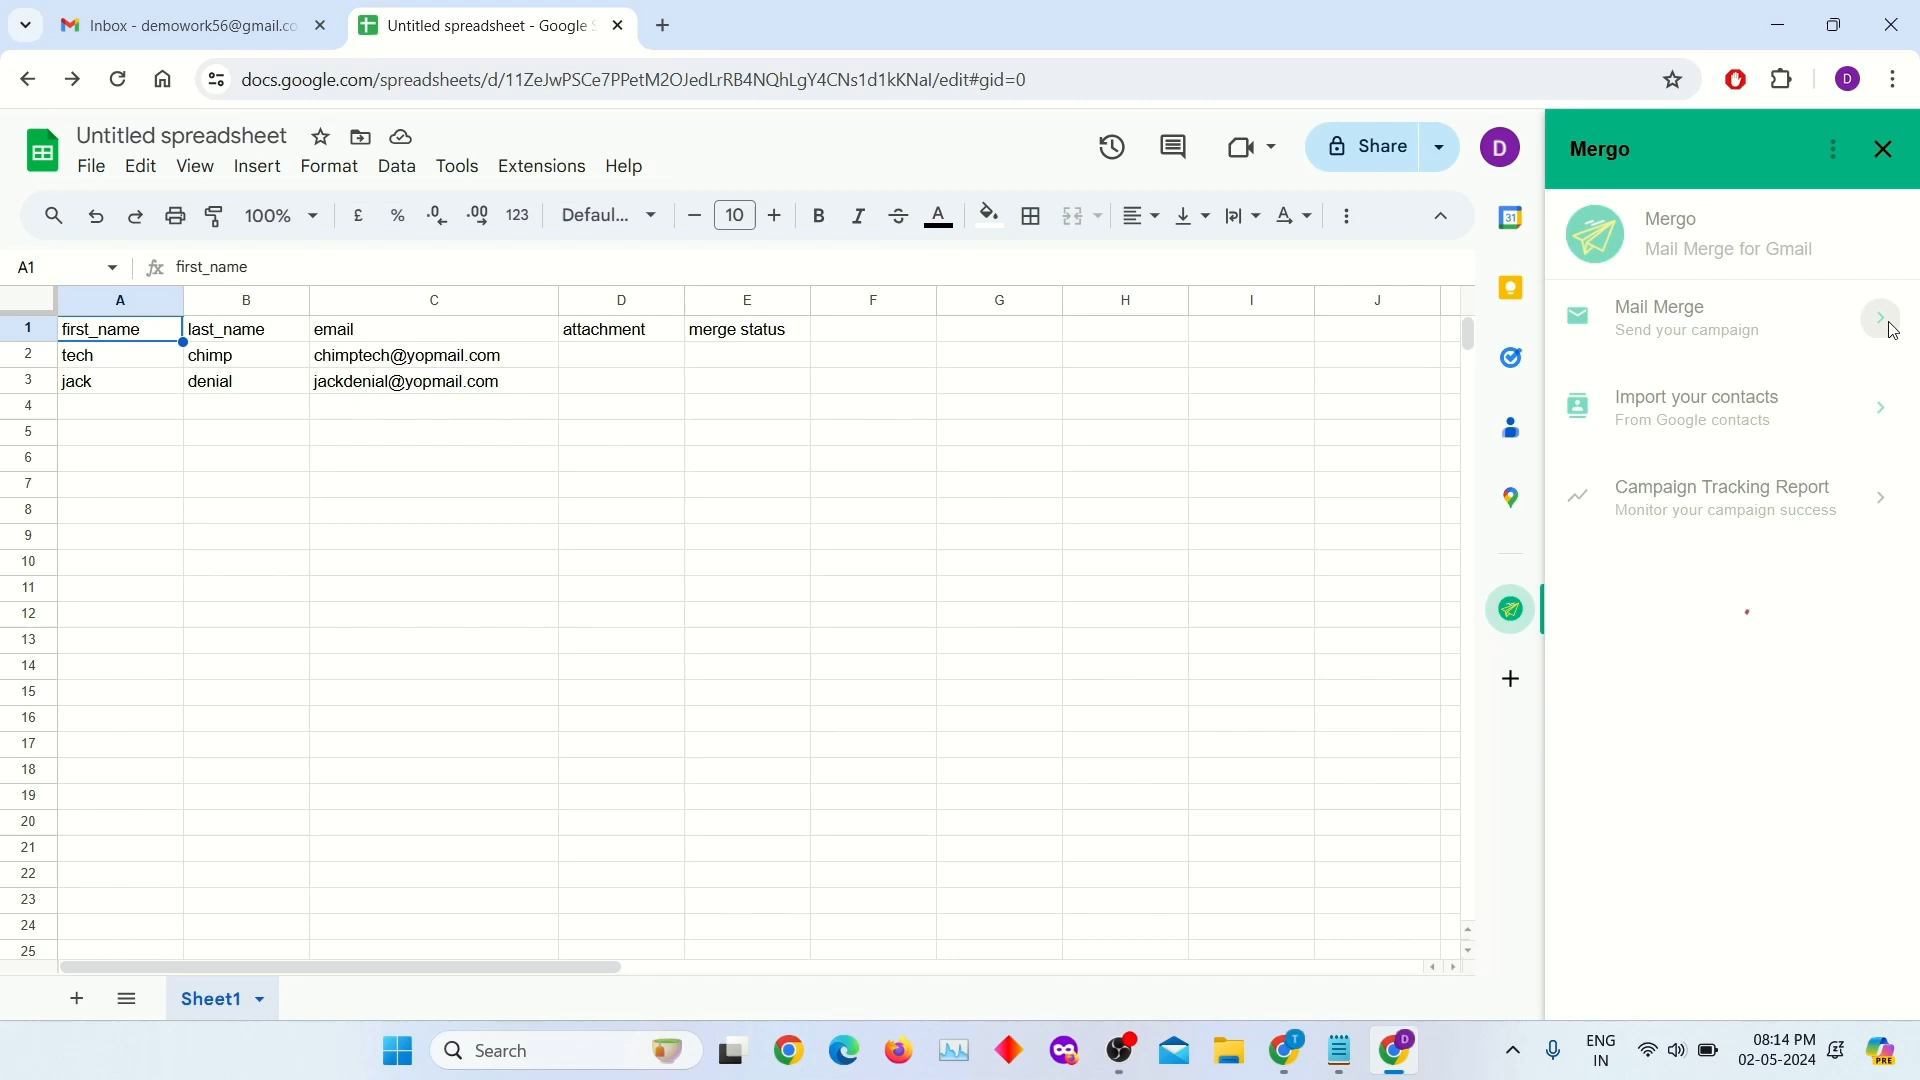 Inbox - demowork56@gmail.co
Untitled spreadsheet - Google S
docs.google.com/spreadsheets/d/11ZeJwPSCe7PPetM2OJedLrRB4NQhLgY4CNs1d1kKNaI/edit#gid=0
D
Untitled spreadsheet
File Edit View Insert Format Data Tools Extensions Help
Share
D
100%
£ % .0 .00 123
Defaul...
10
B I A
A
A1
first_name
A B C D E F G H I J
1 first_name last_name email attachment merge status
2 tech chimp chimptech@yopmail.com
3 jack denial jackdenial@yopmail.com
4
5
6
7
8
9
10
11
12
13
14
15
16
17
18
19
20
21
22
23
24
25
Sheet1
31
Mergo
Mergo
Mail Merge for Gmail
Mail Merge
Send your campaign
Import your contacts
From Google contacts
Campaign Tracking Report
Monitor your campaign success
Search
T
D
ENG
IN
08:14 PM
02-05-2024
PRE